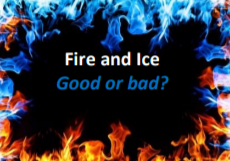 Fire and Ice
Good or bad?